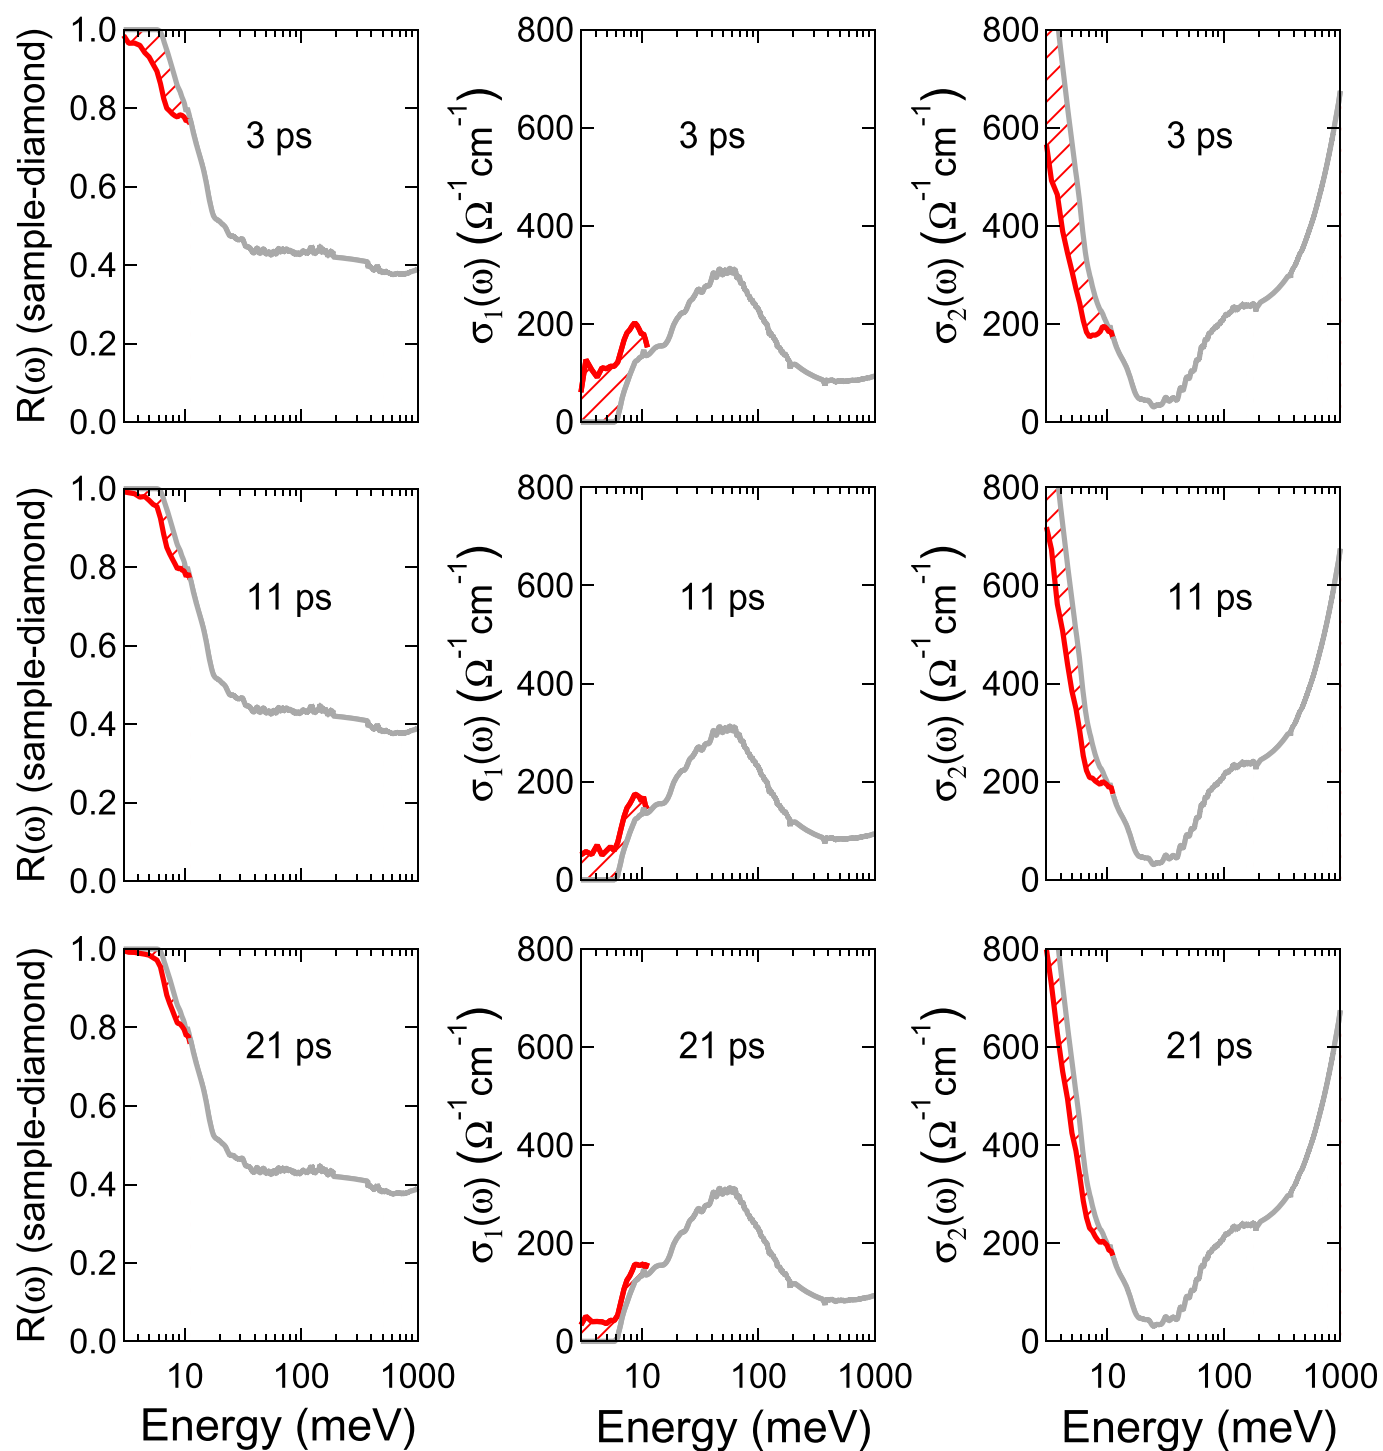 R(ω) (sample-diamond)
1.0
0.8
0.6
0.4
0.2
0.0
3 ps
σ₁(ω) (Ω⁻¹cm⁻¹)
800
600
400
200
0
3 ps
σ₂(ω) (Ω⁻¹cm⁻¹)
800
600
400
200
0
3 ps
R(ω) (sample-diamond)
1.0
0.8
0.6
0.4
0.2
0.0
11 ps
σ₁(ω) (Ω⁻¹cm⁻¹)
800
600
400
200
0
11 ps
σ₂(ω) (Ω⁻¹cm⁻¹)
800
600
400
200
0
11 ps
R(ω) (sample-diamond)
1.0
0.8
0.6
0.4
0.2
0.0
21 ps
10 100 1000
Energy (meV)
σ₁(ω) (Ω⁻¹cm⁻¹)
800
600
400
200
0
21 ps
10 100 1000
Energy (meV)
σ₂(ω) (Ω⁻¹cm⁻¹)
800
600
400
200
0
21 ps
10 100 1000
Energy (meV)